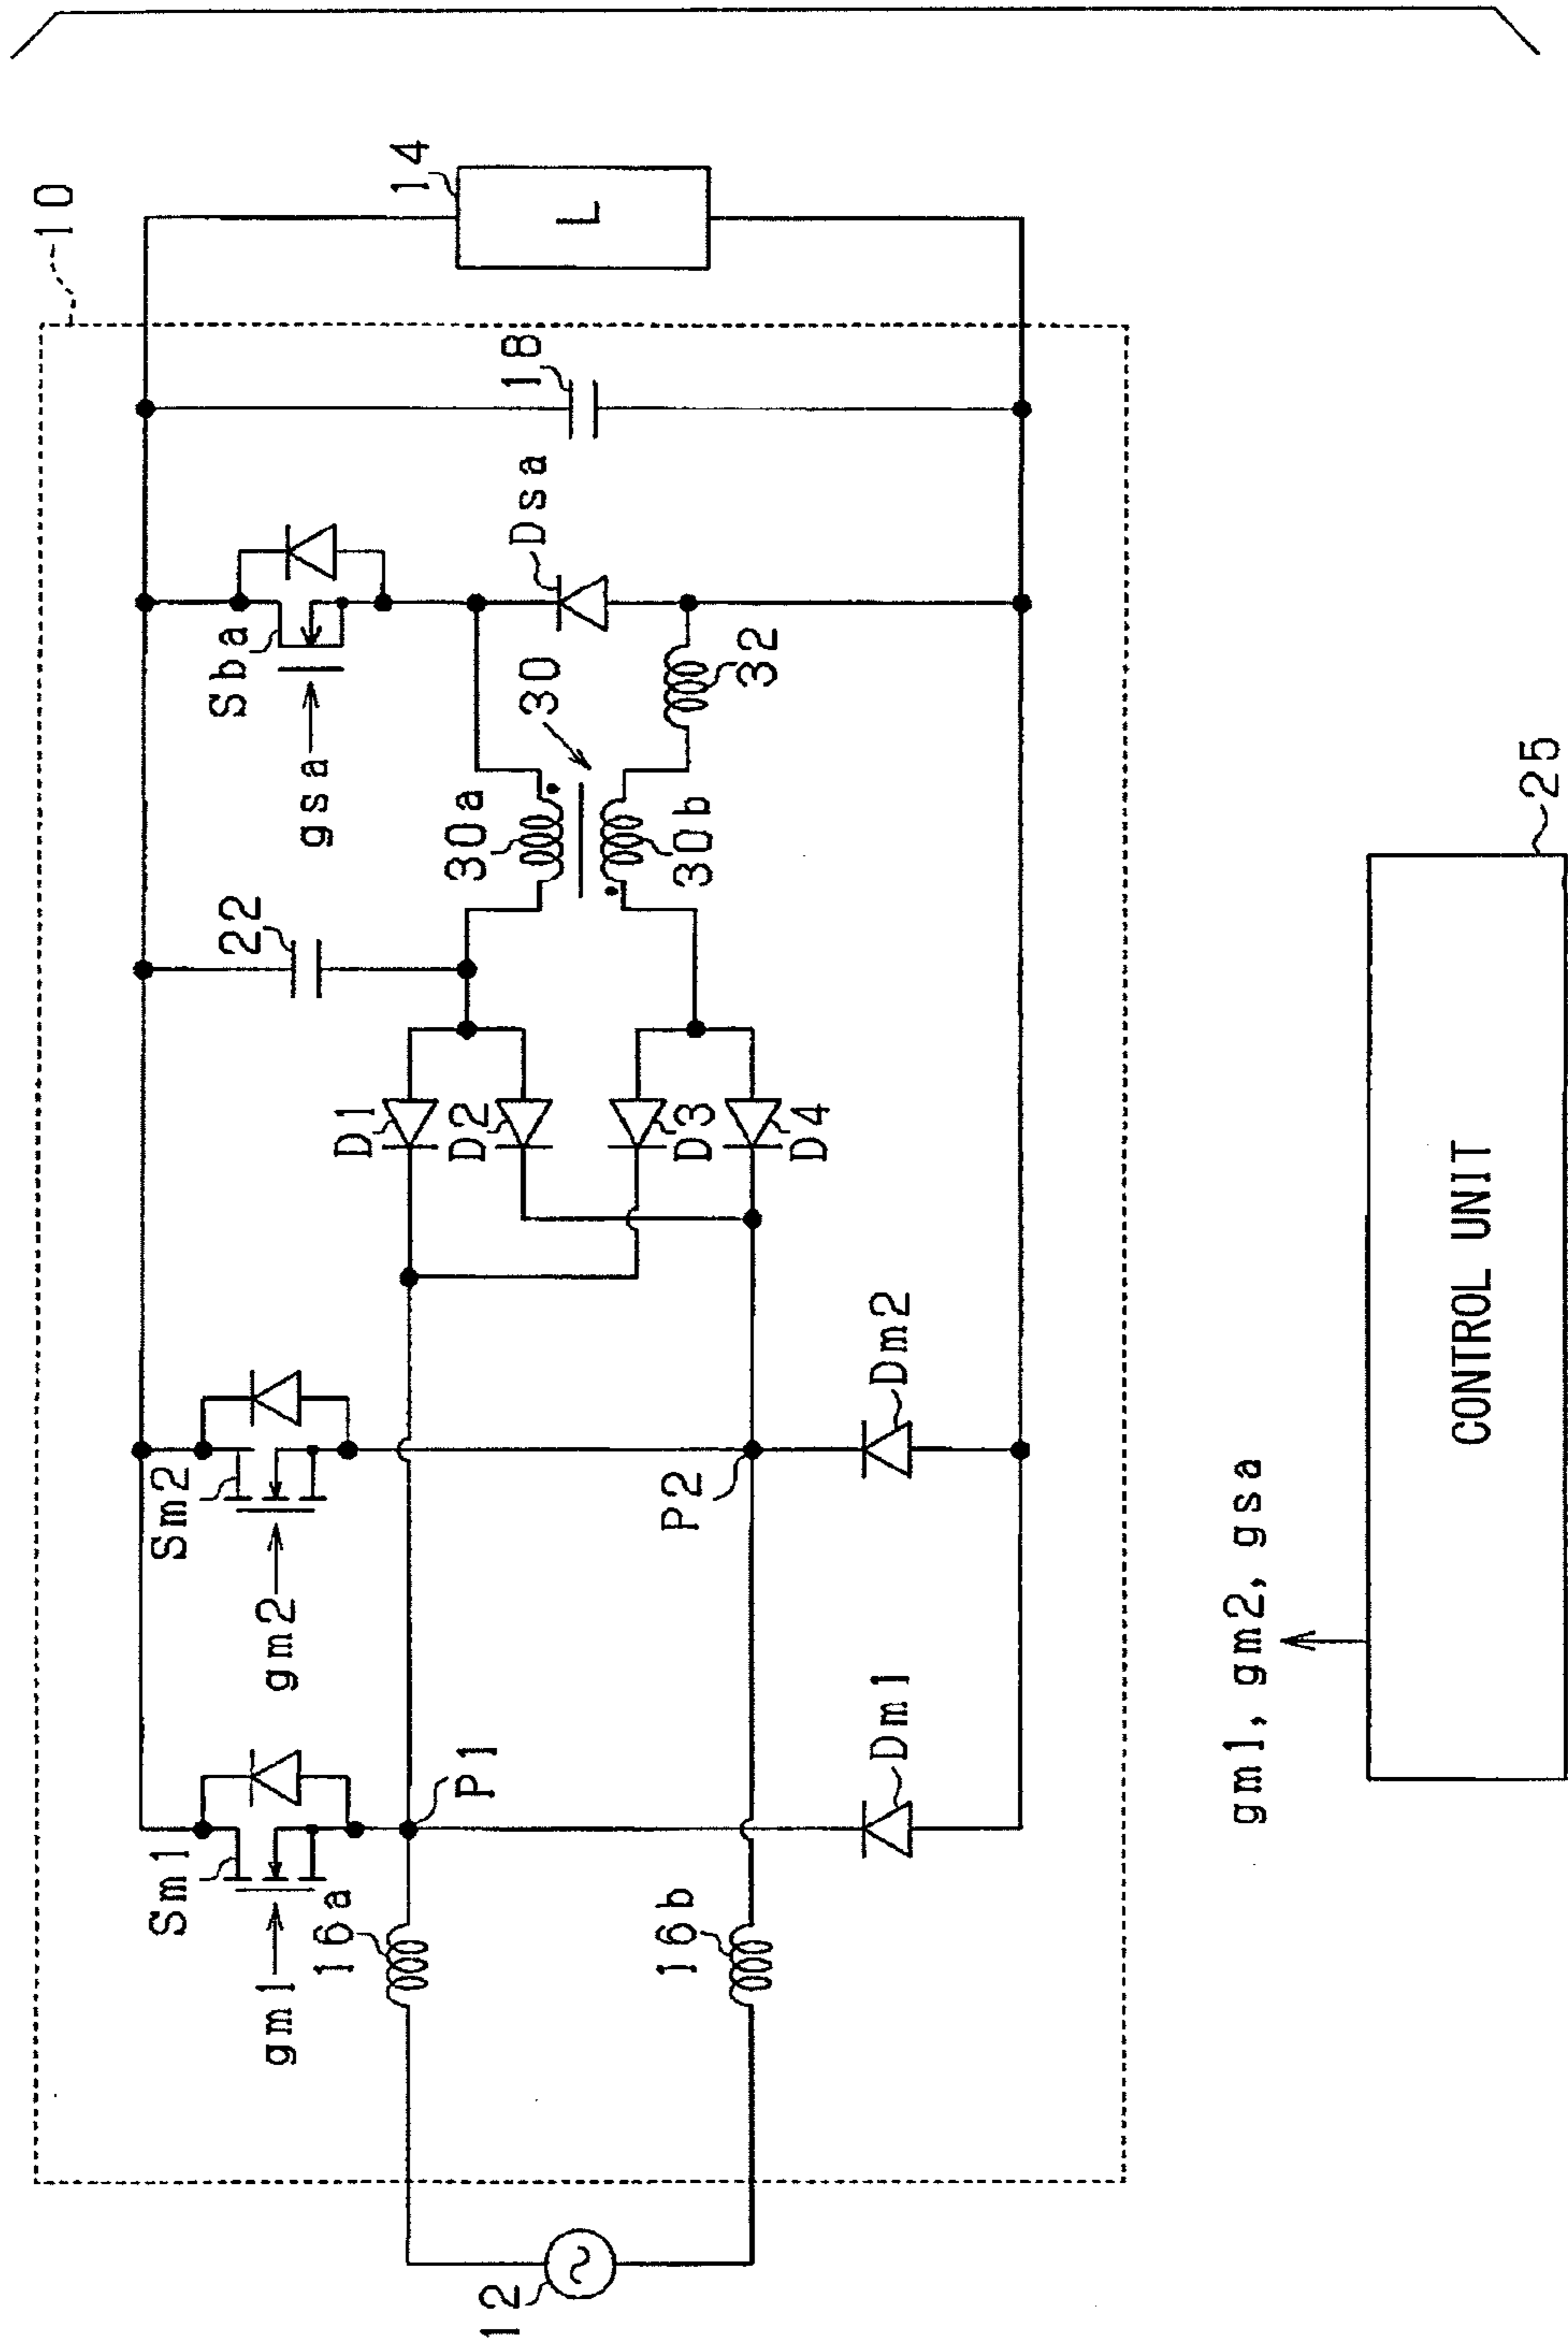 10
14
L
18
Dsa
Sba
gsa
30
32
30a
30b
22
D1
D2
D3
D4
Sm2
gm2
P2
Dm2
Sm1
gm1
16a
P1
16b
Dm1
12
gm1, gm2, gsa
CONTROL UNIT
25